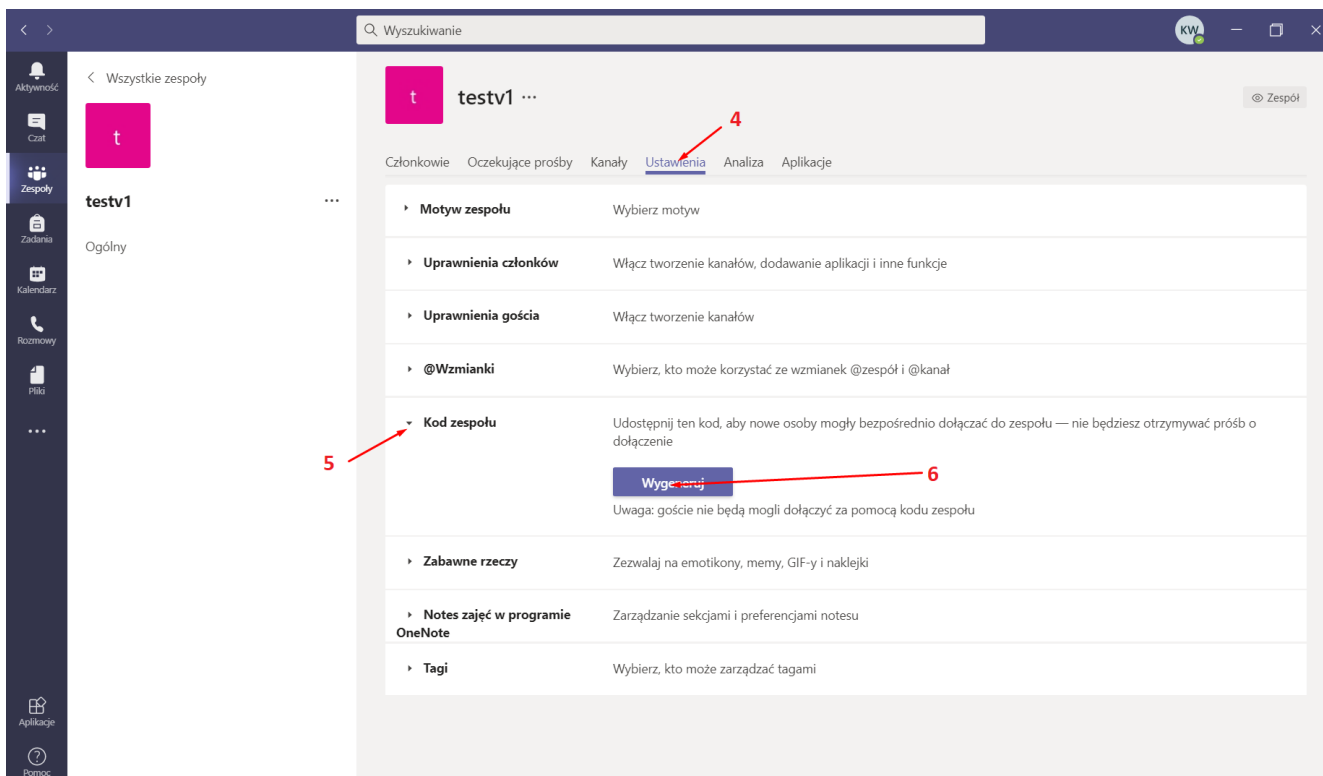 Wyszukiwanie
KW
Aktywność
Czat
Zespoły
Zadania
Kalendarz
Rozmowy
Pliki
Aplikacje
Pomoc
Wszystkie zespoły
t
testv1
Ogólny
t
testv1
Zespół
4
Członkowie Oczekujące prośby Kanały Ustawienia Analiza Aplikacje
Motyw zespołu Wybierz motyw
Uprawnienia członków Włącz tworzenie kanałów, dodawanie aplikacji i inne funkcje
Uprawnienia gościa Włącz tworzenie kanałów
@Wzmianki Wybierz, kto może korzystać ze wzmianek @zespół i @kanał
Kod zespołu Udostępnij ten kod, aby nowe osoby mogły bezpośrednio dołączać do zespołu — nie będziesz otrzymywać próśb o
dołączenie
5
Wygeneruj
6
Uwaga: goście nie będą mogli dołączyć za pomocą kodu zespołu
Zabawne rzeczy Zezwalaj na emotikony, memy, GIF-y i naklejki
Notes zajęć w programie Zarządzanie sekcjami i preferencjami notesu
OneNote
Tagi Wybierz, kto może zarządzać tagami